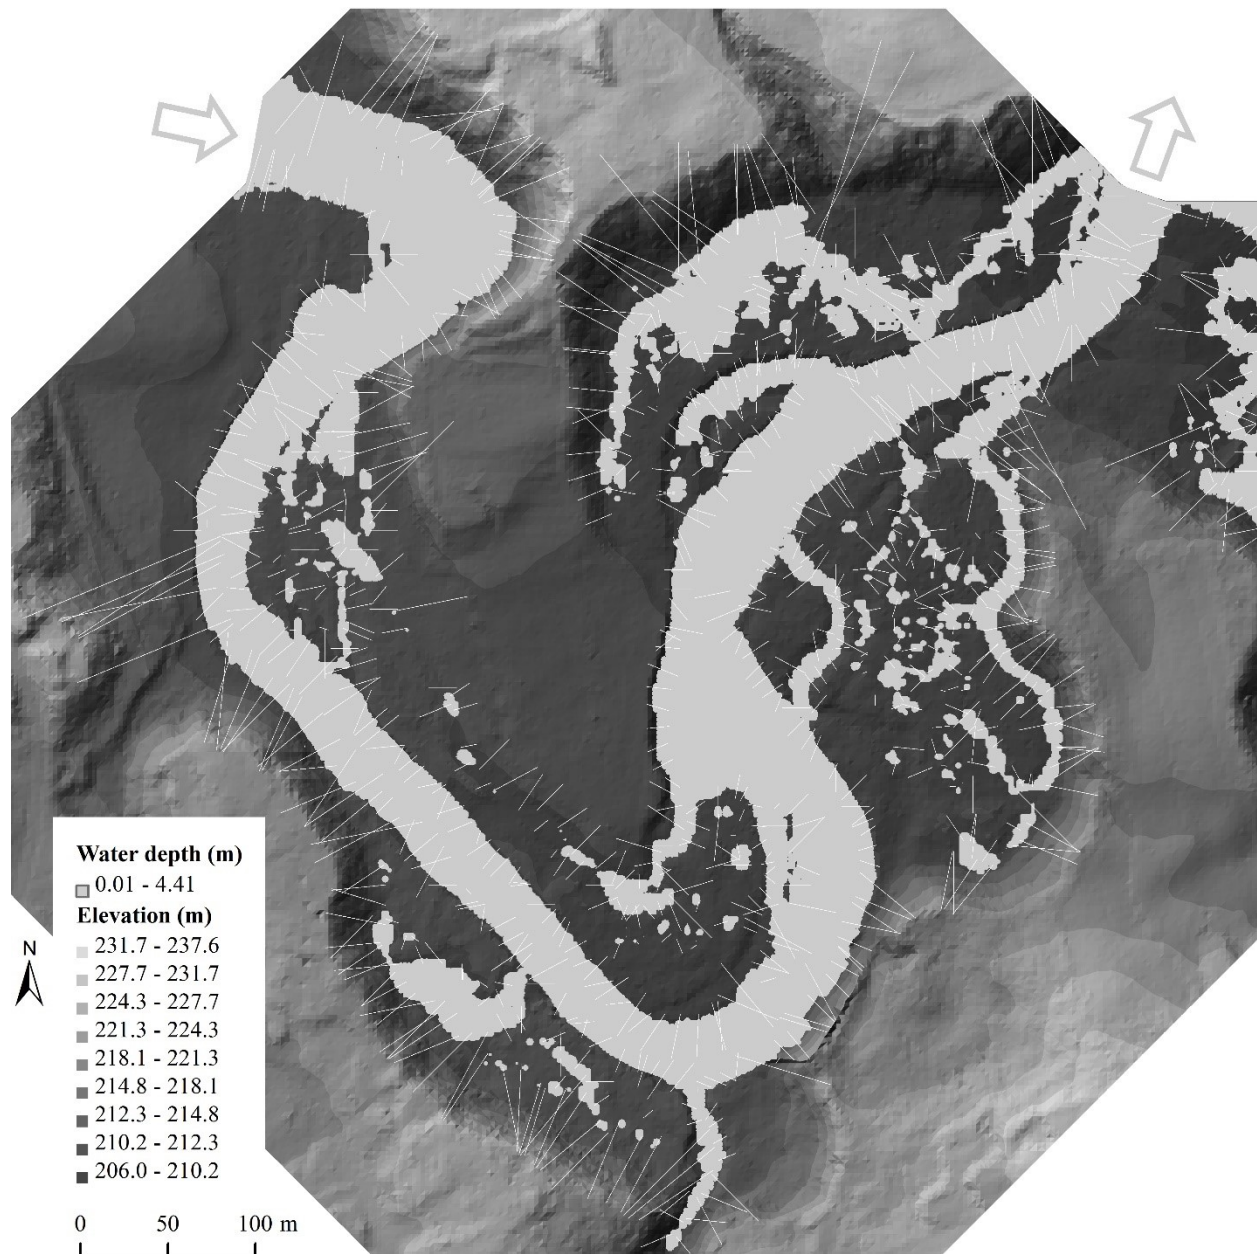 Water depth (m)
0.01 - 4.41
Elevation (m)
231.7 - 237.6
227.7 - 231.7
224.3 - 227.7
221.3 - 224.3
218.1 - 221.3
214.8 - 218.1
212.3 - 214.8
210.2 - 212.3
206.0 - 210.2
N
0 50 100 m